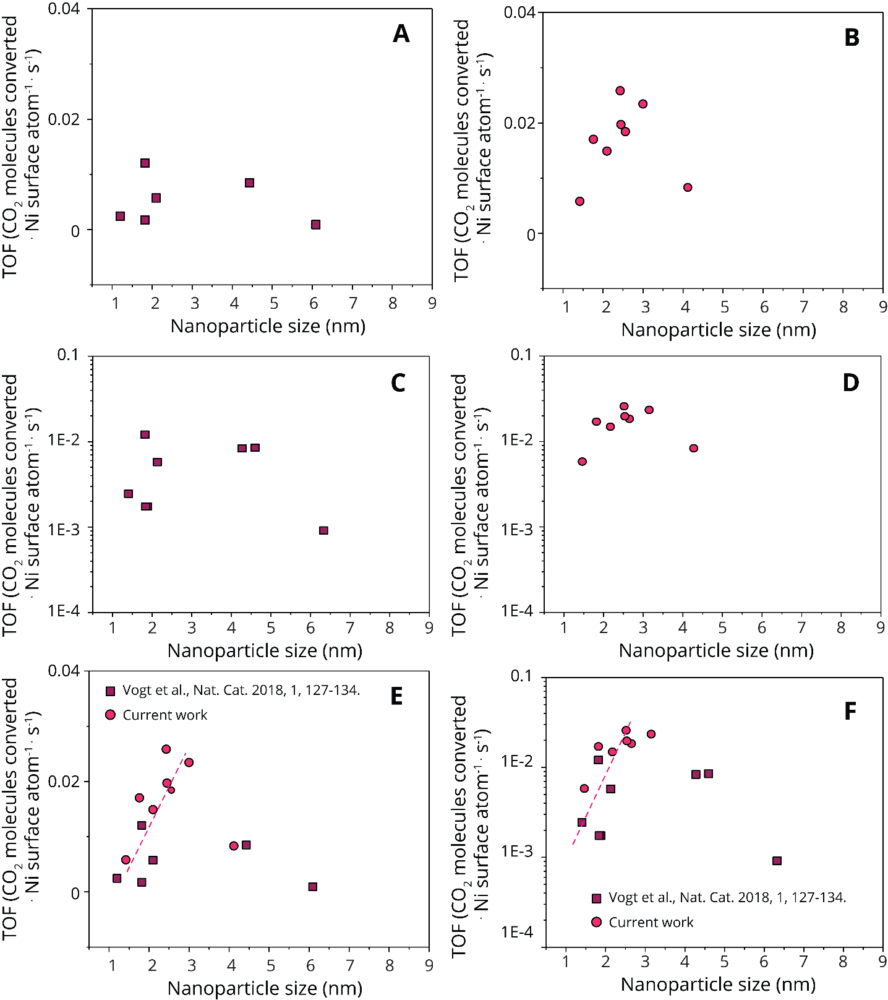 A
0.04
0.02
0
TOF (CO2 molecules converted
· Ni surface atom-1 · s-1)
1 2 3 4 5 6 7 8 9
Nanoparticle size (nm)
B
0.04
0.02
0
TOF (CO2 molecules converted
· Ni surface atom-1 · s-1)
1 2 3 4 5 6 7 8 9
Nanoparticle size (nm)
C
0.1
1E-2
1E-3
1E-4
TOF (CO2 molecules converted
· Ni surface atom-1 · s-1)
1 2 3 4 5 6 7 8 9
Nanoparticle size (nm)
D
0.1
1E-2
1E-3
1E-4
TOF (CO2 molecules converted
· Ni surface atom-1 · s-1)
1 2 3 4 5 6 7 8 9
Nanoparticle size (nm)
E
0.04
0.02
0
TOF (CO2 molecules converted
· Ni surface atom-1 · s-1)
Vogt et al., Nat. Cat. 2018, 1, 127-134.
Current work
1 2 3 4 5 6 7 8 9
Nanoparticle size (nm)
F
0.1
1E-2
1E-3
1E-4
TOF (CO2 molecules converted
· Ni surface atom-1 · s-1)
Vogt et al., Nat. Cat. 2018, 1, 127-134.
Current work
1 2 3 4 5 6 7 8 9
Nanoparticle size (nm)